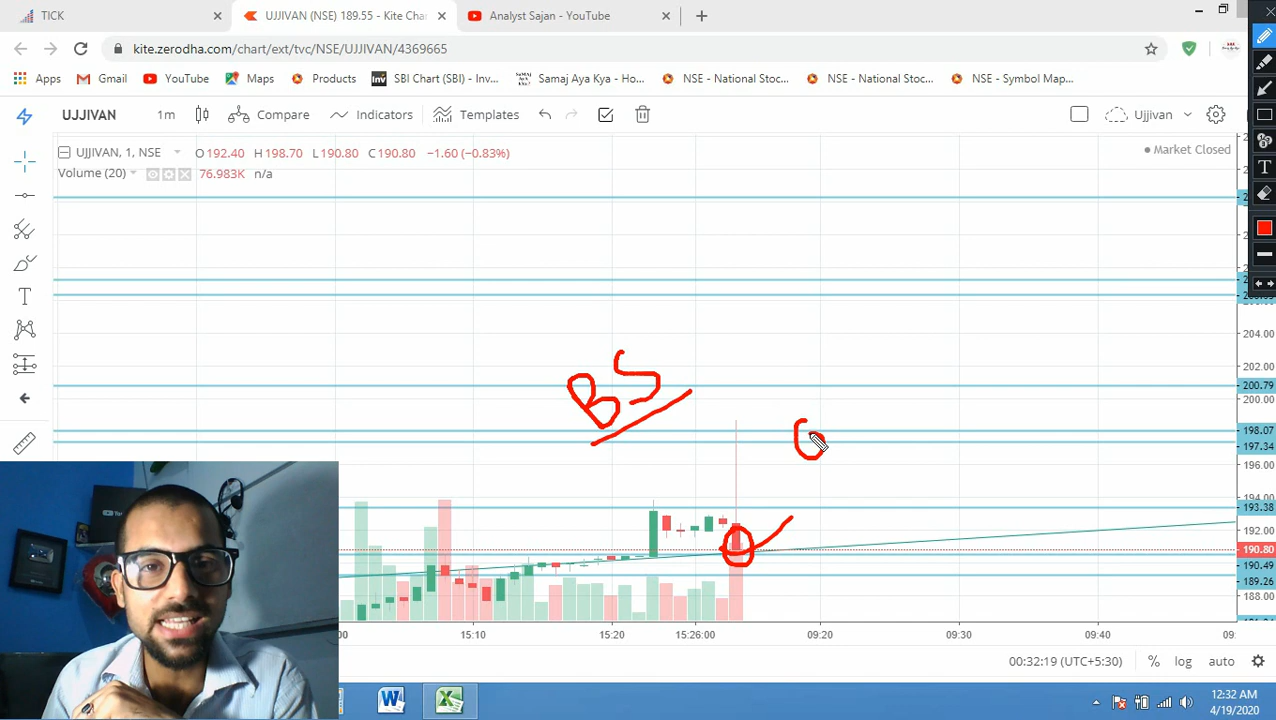 TICK
UJJIVAN (NSE) 189.55 - Kite Cha
Analyst Sajan - YouTube
kite.zerodha.com/chart/ext/tvc/NSE/UJJIVAN/4369665
Apps
Gmail
YouTube
Maps
Products
Inv
SBI Chart (SBI) - Inv...
Samaj Aya Kya - Ho...
NSE - National Stoc...
NSE - National Stoc...
NSE - Symbol Map...
UJJIVAN
1m
Compare
Indicators
Templates
Ujjivan
UJJIVAN, 1, NSE
O192.40 H198.70 L190.80 C190.80 −1.60 (−0.83%)
Market Closed
Volume (20)
76.983K n/a
204.00
202.00
200.79
200.00
BS
198.07
197.34
196.00
194.00
193.38
192.00
190.80
190.49
189.26
188.00
:00
15:10
15:20
15:26:00
09:20
09:30
09:40
09:
00:32:19 (UTC+5:30)
%
log
auto
12:32 AM
4/19/2020